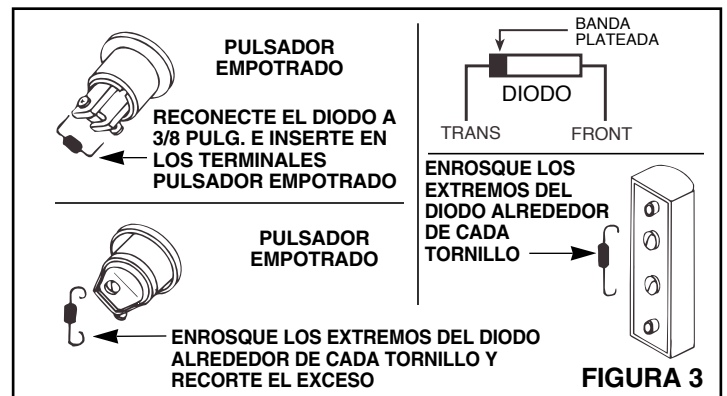 PULSADOR
EMPOTRADO
RECONECTE EL DIODO A
3/8 PULG. E INSERTE EN
LOS TERMINALES
PULSADOR EMPOTRADO
PULSADOR
EMPOTRADO
ENROSQUE LOS EXTREMOS DEL DIODO
ALREDEDOR DE CADA TORNILLO Y
RECORTE EL EXCESO
BANDA
PLATEADA
DIODO
TRANS
FRONT
ENROSQUE LOS
EXTREMOS DEL
DIODO ALREDEDOR
DE CADA
TORNILLO
FIGURA 3